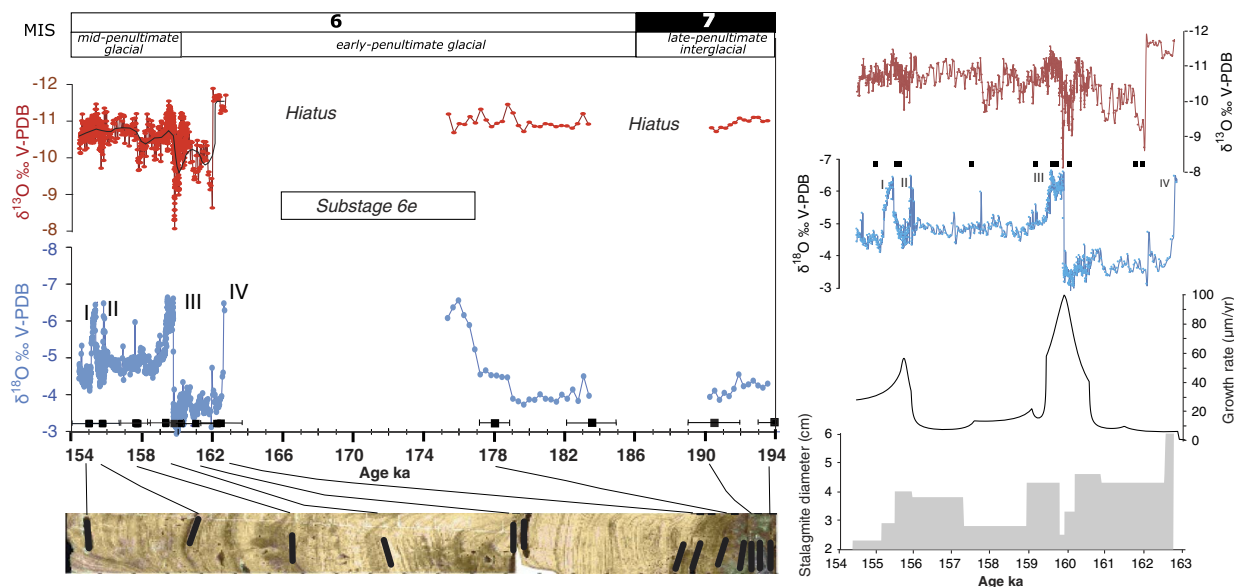 MIS
6
7
mid-penultimate
glacial
early-penultimate glacial
late-penultimate
interglacial
-12
-11
-10
-9
-8
δ¹³O ‰ V-PDB
Hiatus
Hiatus
Substage 6e
-8
-7
-6
-5
-4
-3
δ¹⁸O ‰ V-PDB
I
II
III
IV
154
158
162
166
170
174
178
182
186
190
194
Age ka
-12
-11
-10
-9
-8
δ¹³O ‰ V-PDB
-7
-6
-5
-4
-3
δ¹⁸O ‰ V-PDB
I
II
III
IV
100
80
60
40
20
0
Growth rate (μm/yr)
6
5
4
3
2
Stalagmite diameter (cm)
154
155
156
157
158
159
160
161
162
163
Age ka